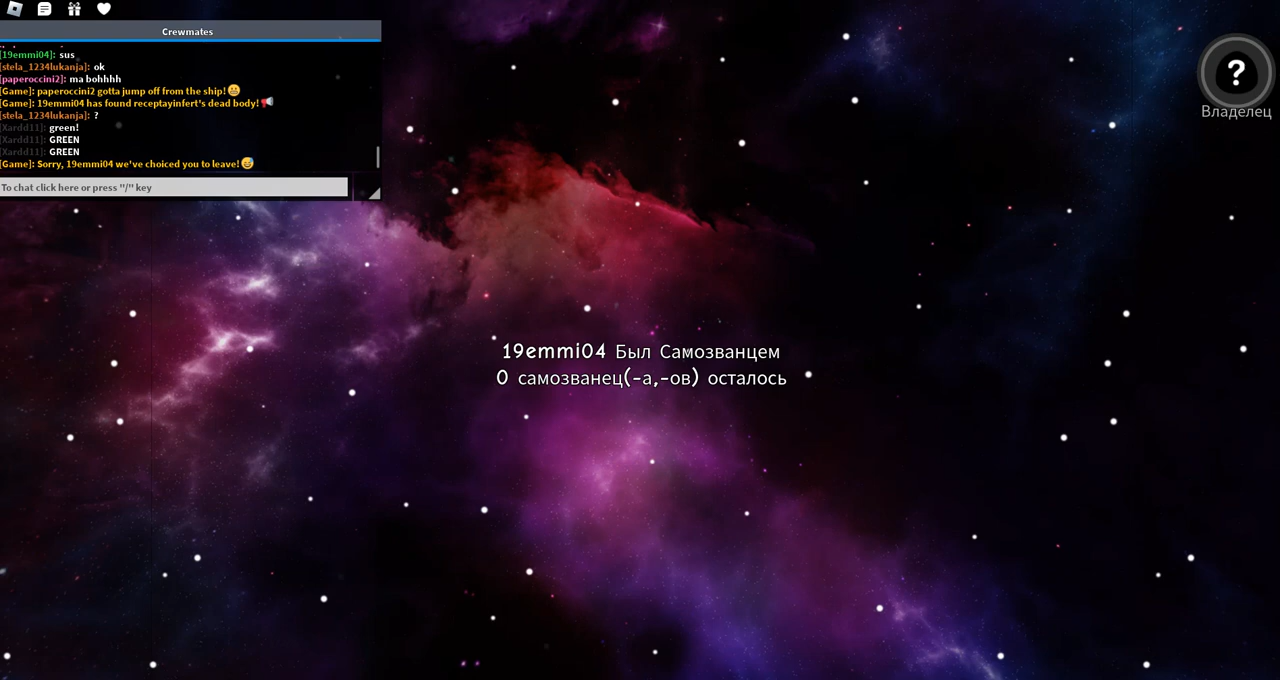 Crewmates
[19emmi04]: sus
[stela_1234lukanja]: ok
[paperoccini2]: ma bohhhh
[Game]: paperoccini2 gotta jump off from the ship!
[Game]: 19emmi04 has found receptayinfert's dead body!
[stela_1234lukanja]: ?
[Xardd11]: green!
[Xardd11]: GREEN
[Xardd11]: GREEN
[Game]: Sorry, 19emmi04 we've choiced you to leave!
To chat click here or press "/" key
?
Владелец
19emmi04 Был Самозванцем
0 самозванец(-а,-ов) осталось